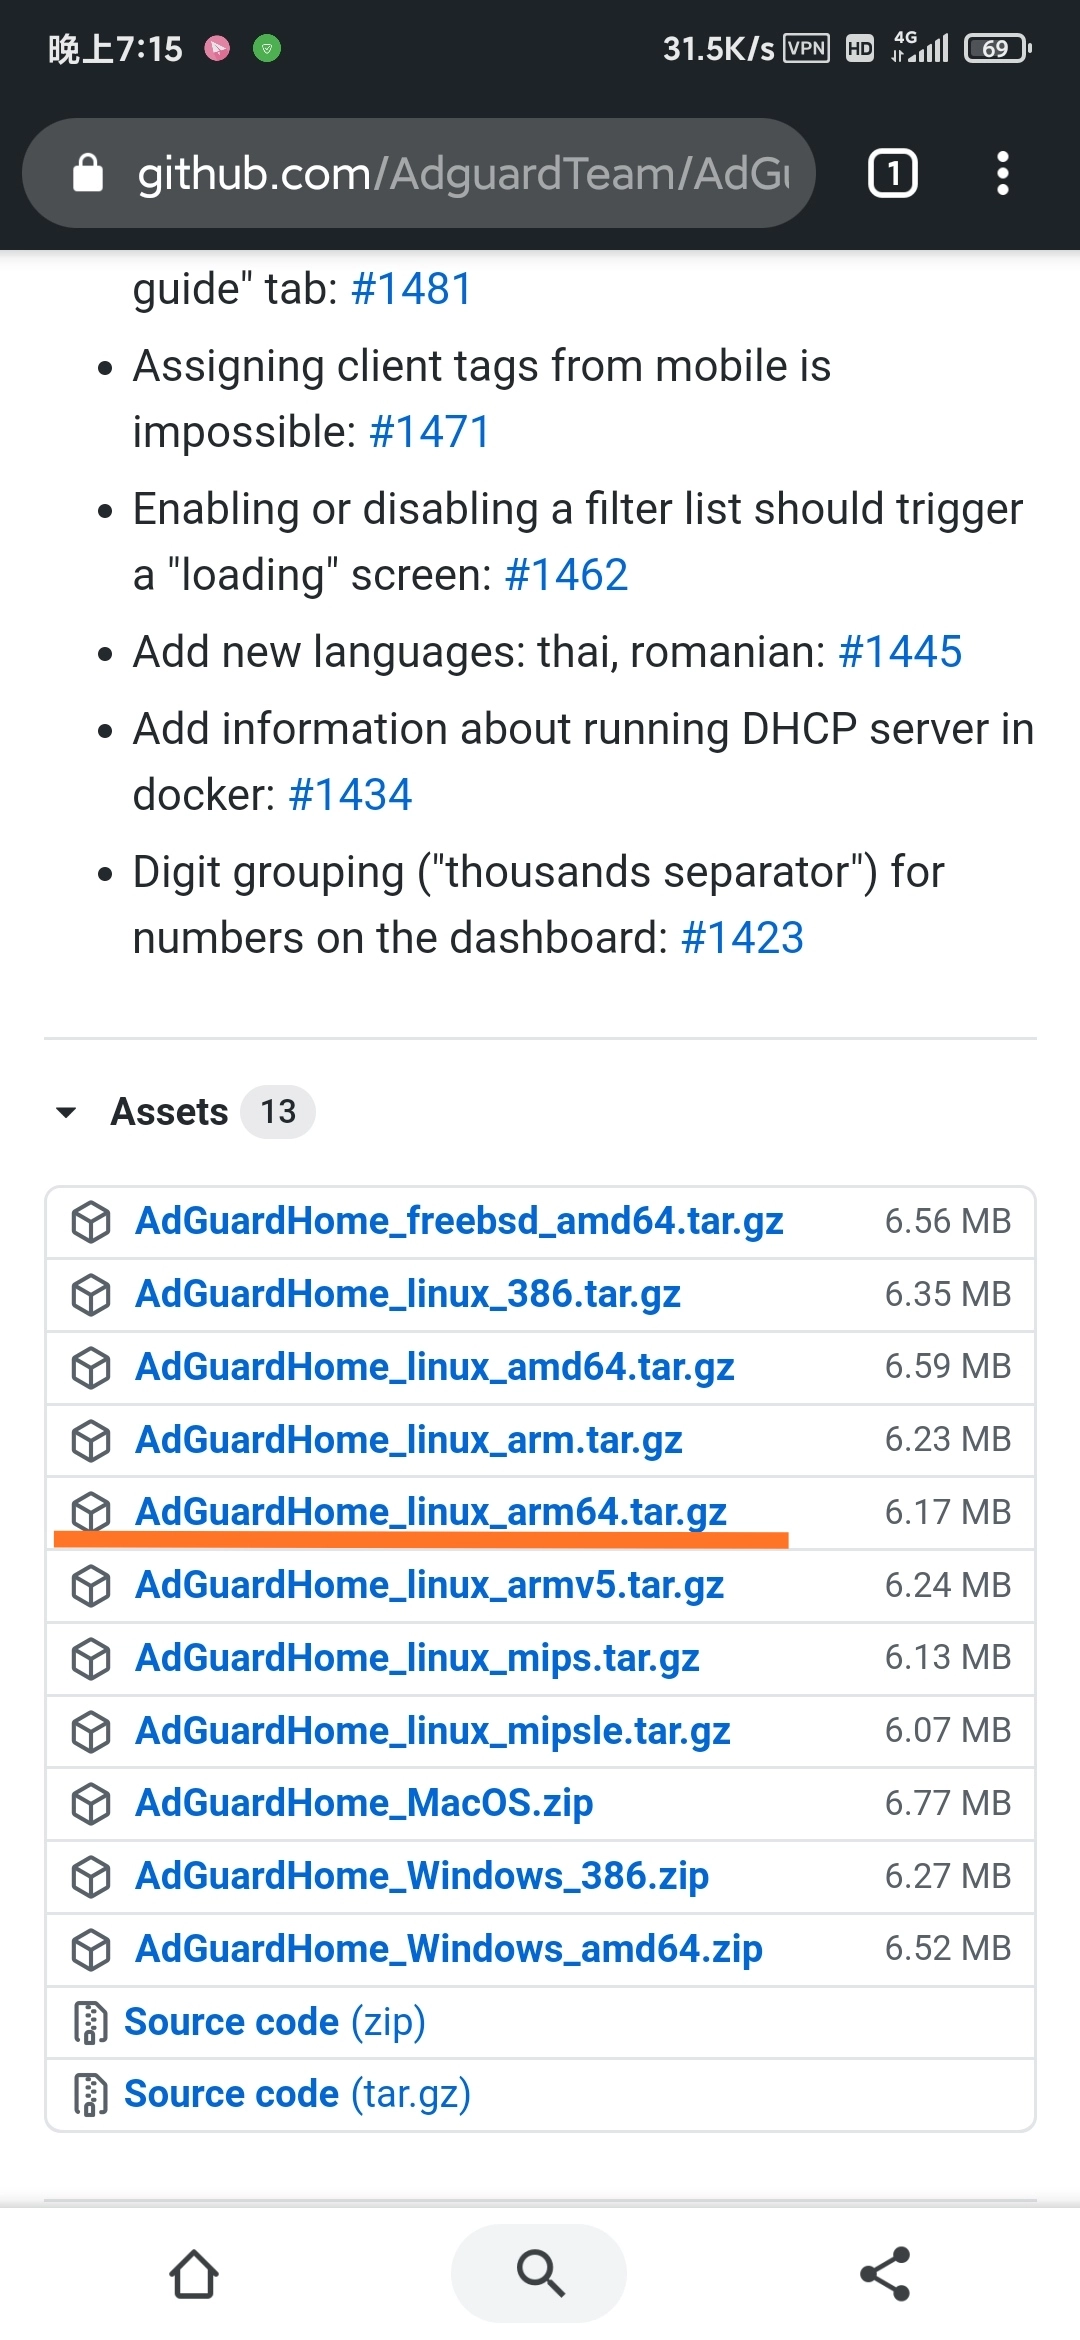 晚上7:15 31.5K/s VPN HD 4G 69
github.com/AdguardTeam/AdGu 1
guide" tab: #1481
• Assigning client tags from mobile is
impossible: #1471
• Enabling or disabling a filter list should trigger
a "loading" screen: #1462
• Add new languages: thai, romanian: #1445
• Add information about running DHCP server in
docker: #1434
• Digit grouping ("thousands separator") for
numbers on the dashboard: #1423
Assets 13
AdGuardHome_freebsd_amd64.tar.gz 6.56 MB
AdGuardHome_linux_386.tar.gz 6.35 MB
AdGuardHome_linux_amd64.tar.gz 6.59 MB
AdGuardHome_linux_arm.tar.gz 6.23 MB
AdGuardHome_linux_arm64.tar.gz 6.17 MB
AdGuardHome_linux_armv5.tar.gz 6.24 MB
AdGuardHome_linux_mips.tar.gz 6.13 MB
AdGuardHome_linux_mipsle.tar.gz 6.07 MB
AdGuardHome_MacOS.zip 6.77 MB
AdGuardHome_Windows_386.zip 6.27 MB
AdGuardHome_Windows_amd64.zip 6.52 MB
Source code (zip)
Source code (tar.gz)